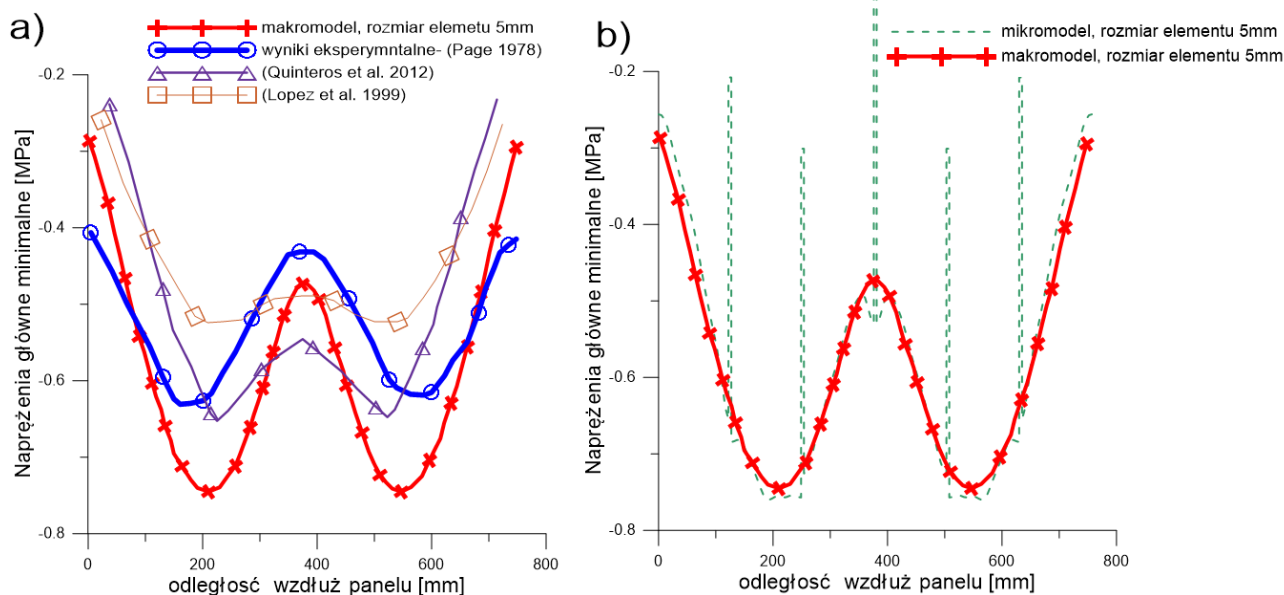 a)
makromodel, rozmiar elemetu 5mm
wyniki eksperymntalne- (Page 1978)
(Quinteros et al. 2012)
(Lopez et al. 1999)
Naprężenia główne minimalne [MPa]
-0.2
-0.4
-0.6
-0.8
0
200
400
600
800
odległosć wzdłuż panelu [mm]
b)
mikromodel, rozmiar elementu 5mm
makromodel, rozmiar elementu 5mm
Naprężenia główne minimalne [MPa]
-0.2
-0.4
-0.6
-0.8
0
200
400
600
800
odległosć wzdłuż panelu [mm]